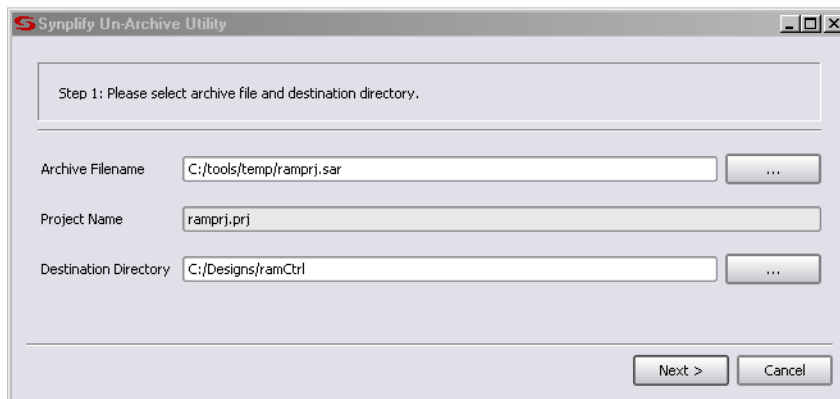 Synplify Un-Archive Utility
Step 1: Please select archive file and destination directory.
Archive Filename C:/tools/temp/ramprj.sar ...
Project Name ramprj.prj
Destination Directory C:/Designs/ramCtrl ...
Next > Cancel